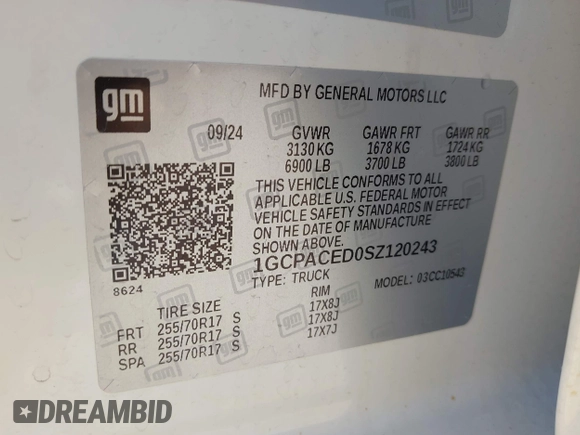 gm
MFD BY GENERAL MOTORS LLC
09/24 GVWR GAWR FRT GAWR RR
3130 KG 1678 KG 1724 KG
6900 LB 3700 LB 3800 LB
THIS VEHICLE CONFORMS TO ALL
APPLICABLE U.S. FEDERAL MOTOR
VEHICLE SAFETY STANDARDS IN EFFECT
ON THE DATE OF MANUFACTURE
SHOWN ABOVE.
1GCPACED0SZ120243
8624
TYPE: TRUCK MODEL: 03CC10543
TIRE SIZE RIM
FRT 255/70R17 S 17X8J
RR 255/70R17 S 17X8J
SPA 255/70R17 S 17X7J
DREAMBID